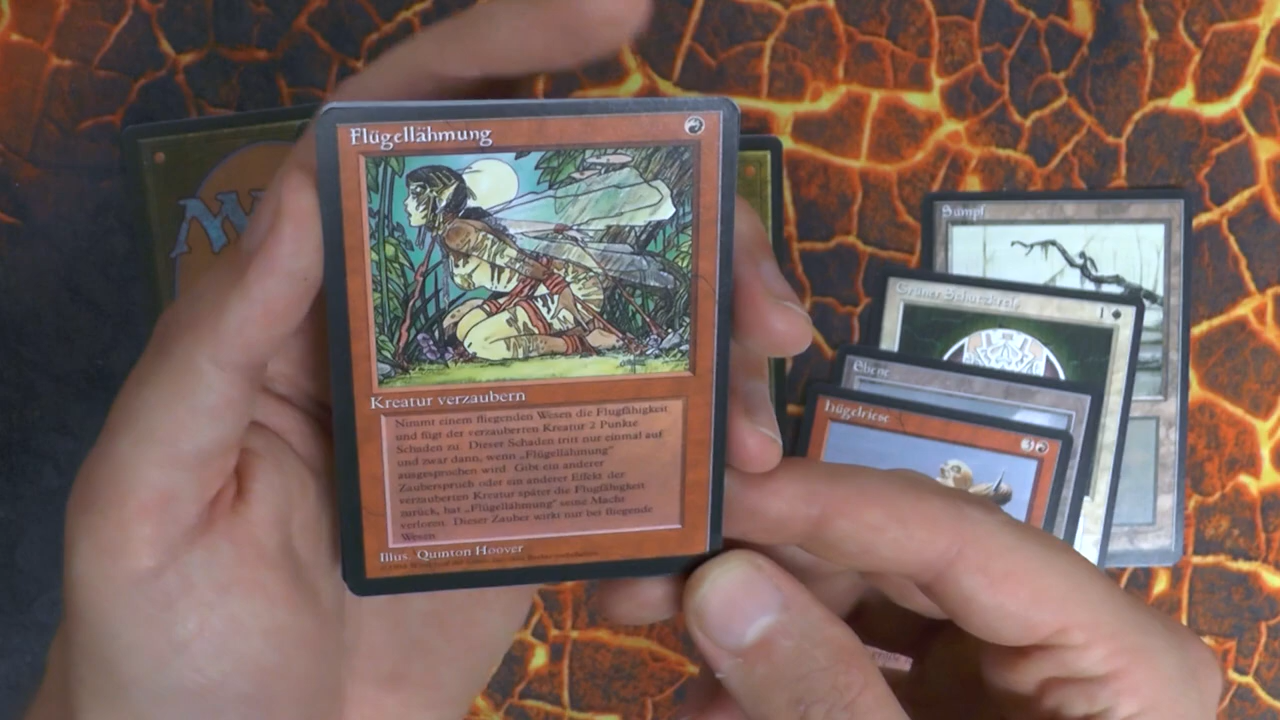 Flügellähmung
Kreatur verzaubern
Nimmt einem fliegenden Wesen die Flugfähigkeit
und fügt der verzauberten Kreatur 2 Punkte
Schaden zu. Dieser Schaden tritt nur einmal auf
und zwar dann, wenn „Flügellähmung"
ausgesprochen wird. Gibt ein anderer
Zauberspruch oder ein anderer Effekt der
verzauberten Kreatur später die Flugfähigkeit
zurück, hat „Flügellähmung" seine Macht
verloren. Dieser Zauber wirkt nur bei fliegende
Wesen
Illus. Quinton Hoover
Sumpf
Grüner Schutzkreis
1
Ebene
Hügelriese
3